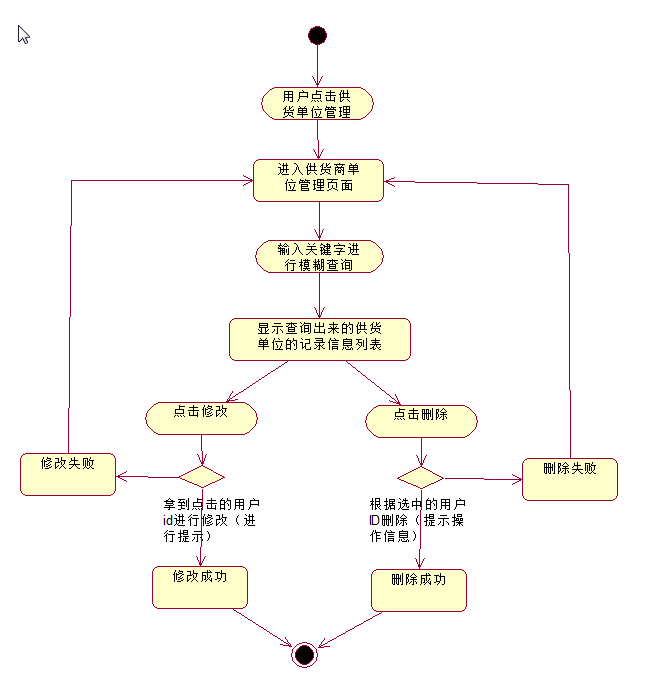 用户点击供
货单位管理
进入供货商单
位管理页面
输入关键字进
行模糊查询
显示查询出来的供货
单位的记录信息列表
点击修改
点击删除
修改失败
删除失败
拿到点击的用户
id进行修改（进
行提示）
根据选中的用户
ID删除（提示操
作信息）
修改成功
删除成功